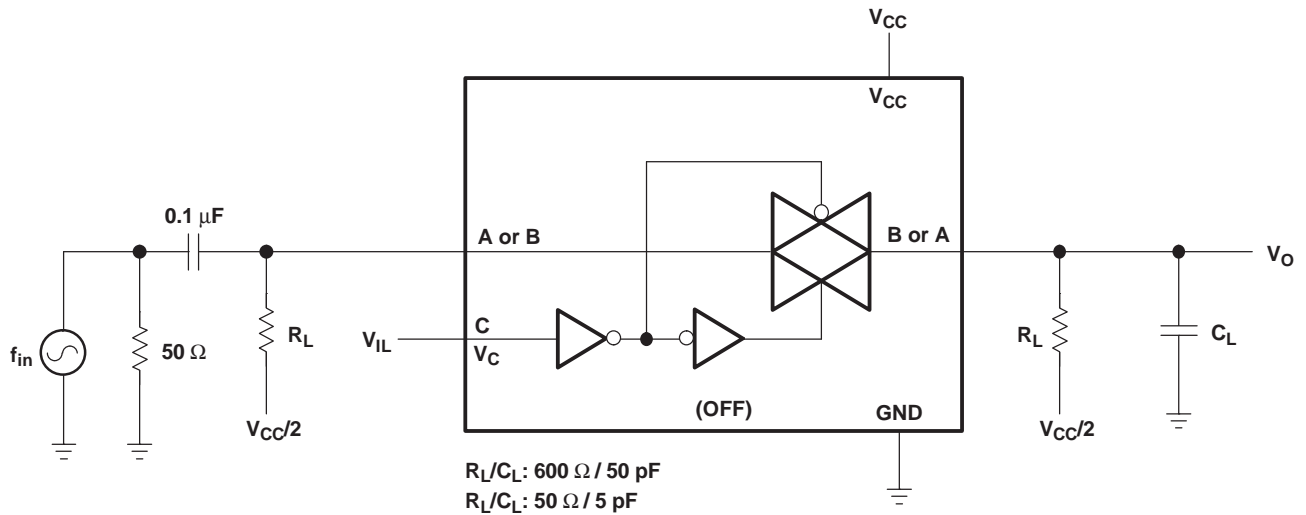 VCC
VCC
0.1 μF
A or B
B or A
VO
fin
50 Ω
RL
VIL
C
VC
RL
CL
VCC/2
(OFF)
GND
VCC/2
RL/CL: 600 Ω / 50 pF
RL/CL: 50 Ω / 5 pF